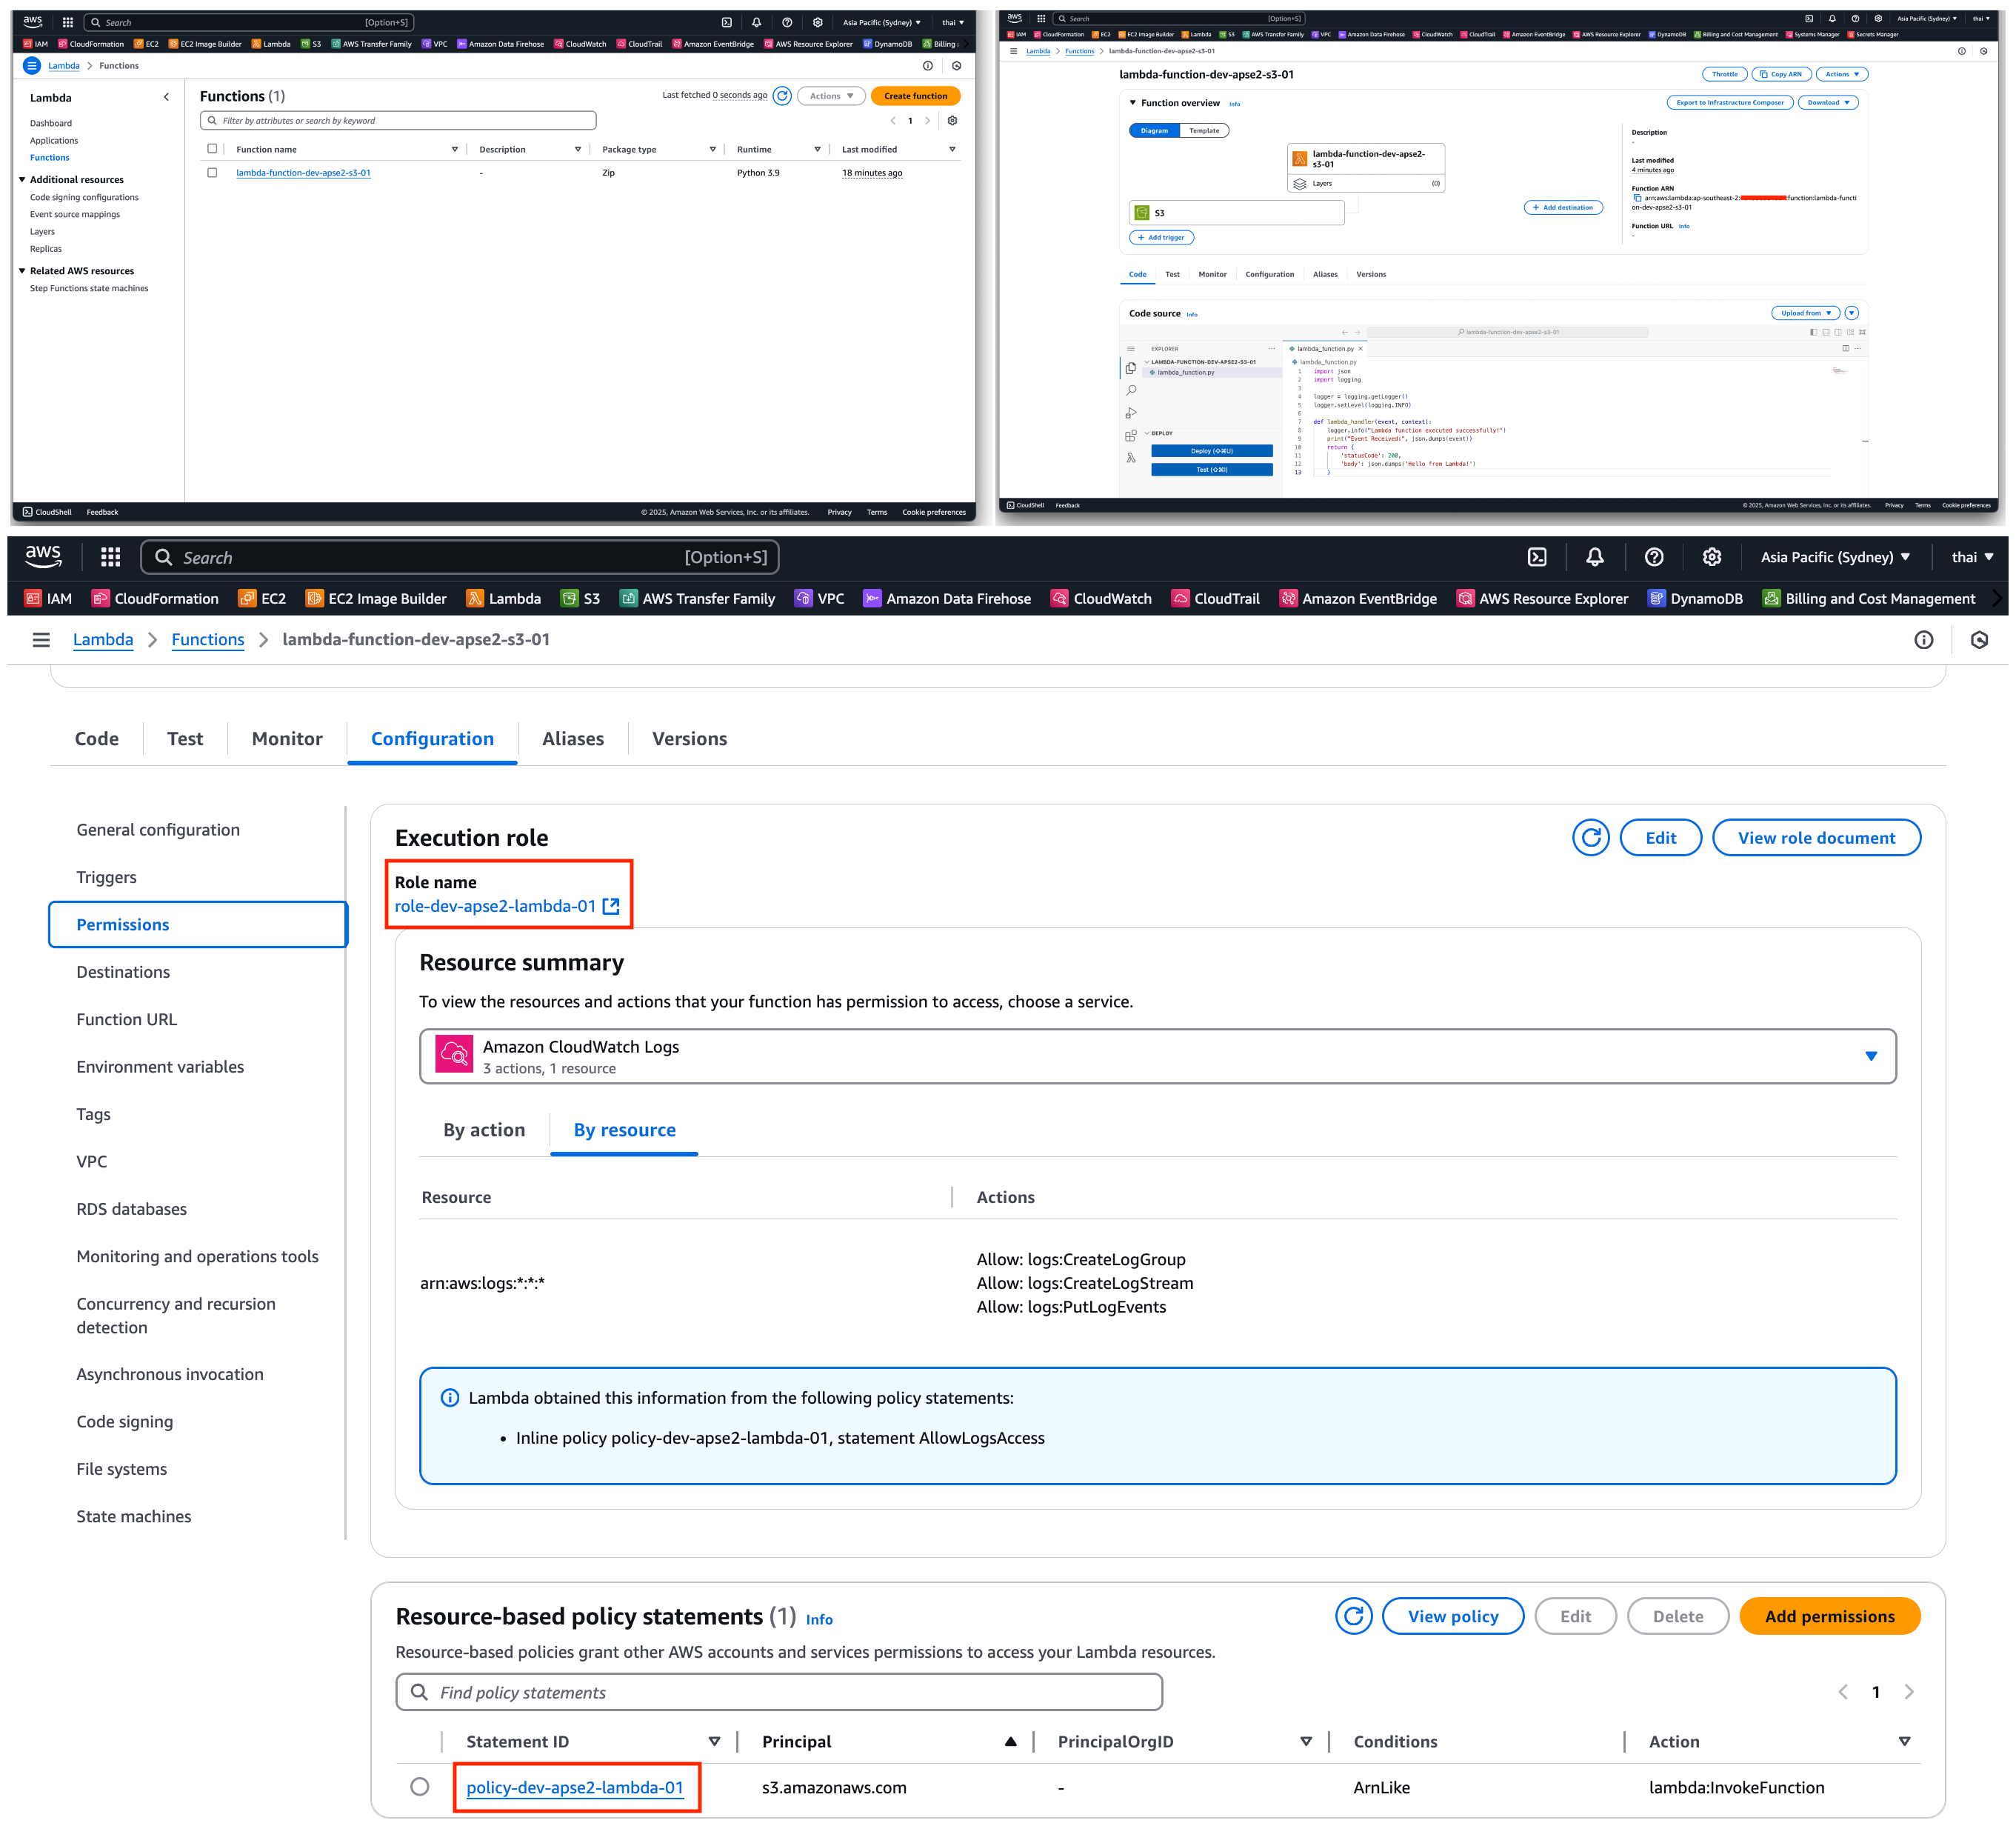 aws Search [Option+S] Asia Pacific (Sydney) thai
IAM CloudFormation EC2 EC2 Image Builder Lambda S3 AWS Transfer Family VPC Amazon Data Firehose CloudWatch CloudTrail Amazon EventBridge AWS Resource Explorer DynamoDB Billing
Lambda Functions
Lambda
Dashboard
Applications
Functions
Additional resources
Code signing configurations
Event source mappings
Layers
Replicas
Related AWS resources
Step Functions state machines
Functions (1) Last fetched 0 seconds ago Actions Create function
Filter by attributes or search by keyword 1
Function name Description Package type Runtime Last modified
lambda-function-dev-apse2-s3-01 - Zip Python 3.9 18 minutes ago
CloudShell Feedback © 2025, Amazon Web Services, Inc. or its affiliates. Privacy Terms Cookie preferences
aws Search [Option+S] Asia Pacific (Sydney) thai
IAM CloudFormation EC2 EC2 Image Builder Lambda S3 AWS Transfer Family VPC Amazon Data Firehose CloudWatch CloudTrail Amazon EventBridge AWS Resource Explorer DynamoDB Billing and Cost Management Systems Manager Secrets Manager
Lambda Functions lambda-function-dev-apse2-s3-01
lambda-function-dev-apse2-s3-01 Throttle Copy ARN Actions
Function overview Info Export to Infrastructure Composer Download
Diagram Template
lambda-function-dev-apse2-
s3-01
Layers (0)
S3
Add trigger
Add destination
Description
-
Last modified
4 minutes ago
Function ARN
arn:aws:lambda:ap-southeast-2: :function:lambda-functi
on-dev-apse2-s3-01
Function URL Info
-
Code Test Monitor Configuration Aliases Versions
Code source Info Upload from
lambda-function-dev-apse2-s3-01
EXPLORER
LAMBDA-FUNCTION-DEV-APSE2-S3-01
lambda_function.py
DEPLOY
Deploy (⇧⌘U)
Test (⇧⌘I)
lambda_function.py
lambda_function.py
1 import json
2 import logging
3
4 logger = logging.getLogger()
5 logger.setLevel(logging.INFO)
6
7 def lambda_handler(event, context):
8 logger.info("Lambda function executed successfully!")
9 print("Event Received:", json.dumps(event))
10 return {
11 'statusCode': 200,
12 'body': json.dumps('Hello from Lambda!')
13 }
CloudShell Feedback © 2025, Amazon Web Services, Inc. or its affiliates. Privacy Terms Cookie preferences
aws Search [Option+S] Asia Pacific (Sydney) thai
IAM CloudFormation EC2 EC2 Image Builder Lambda S3 AWS Transfer Family VPC Amazon Data Firehose CloudWatch CloudTrail Amazon EventBridge AWS Resource Explorer DynamoDB Billing and Cost Management
Lambda Functions lambda-function-dev-apse2-s3-01
Code Test Monitor Configuration Aliases Versions
General configuration
Triggers
Permissions
Destinations
Function URL
Environment variables
Tags
VPC
RDS databases
Monitoring and operations tools
Concurrency and recursion
detection
Asynchronous invocation
Code signing
File systems
State machines
Execution role Edit View role document
Role name
role-dev-apse2-lambda-01
Resource summary
To view the resources and actions that your function has permission to access, choose a service.
Amazon CloudWatch Logs
3 actions, 1 resource
By action By resource
Resource Actions
arn:aws:logs:*:*:*
Allow: logs:CreateLogGroup
Allow: logs:CreateLogStream
Allow: logs:PutLogEvents
Lambda obtained this information from the following policy statements:
• Inline policy policy-dev-apse2-lambda-01, statement AllowLogsAccess
Resource-based policy statements (1) Info View policy Edit Delete Add permissions
Resource-based policies grant other AWS accounts and services permissions to access your Lambda resources.
Find policy statements 1
Statement ID Principal PrincipalOrgID Conditions Action
policy-dev-apse2-lambda-01 s3.amazonaws.com - ArnLike lambda:InvokeFunction